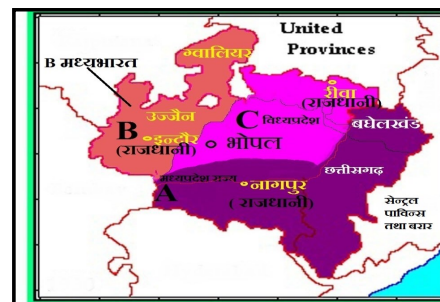 United
Provinces
ग्वालियर
B मध्यभारत
रीवा
(राजधानी)
उज्जैन
C विंध्यप्रदेश
बघेलखंड
B
इन्दौर
(राजधानी)
भोपल
छत्तीसगढ़
मध्यप्रदेश राज्य
A
नागपुर
(राजधानी)
सेन्ट्रल
पाविन्स
तथा बरार